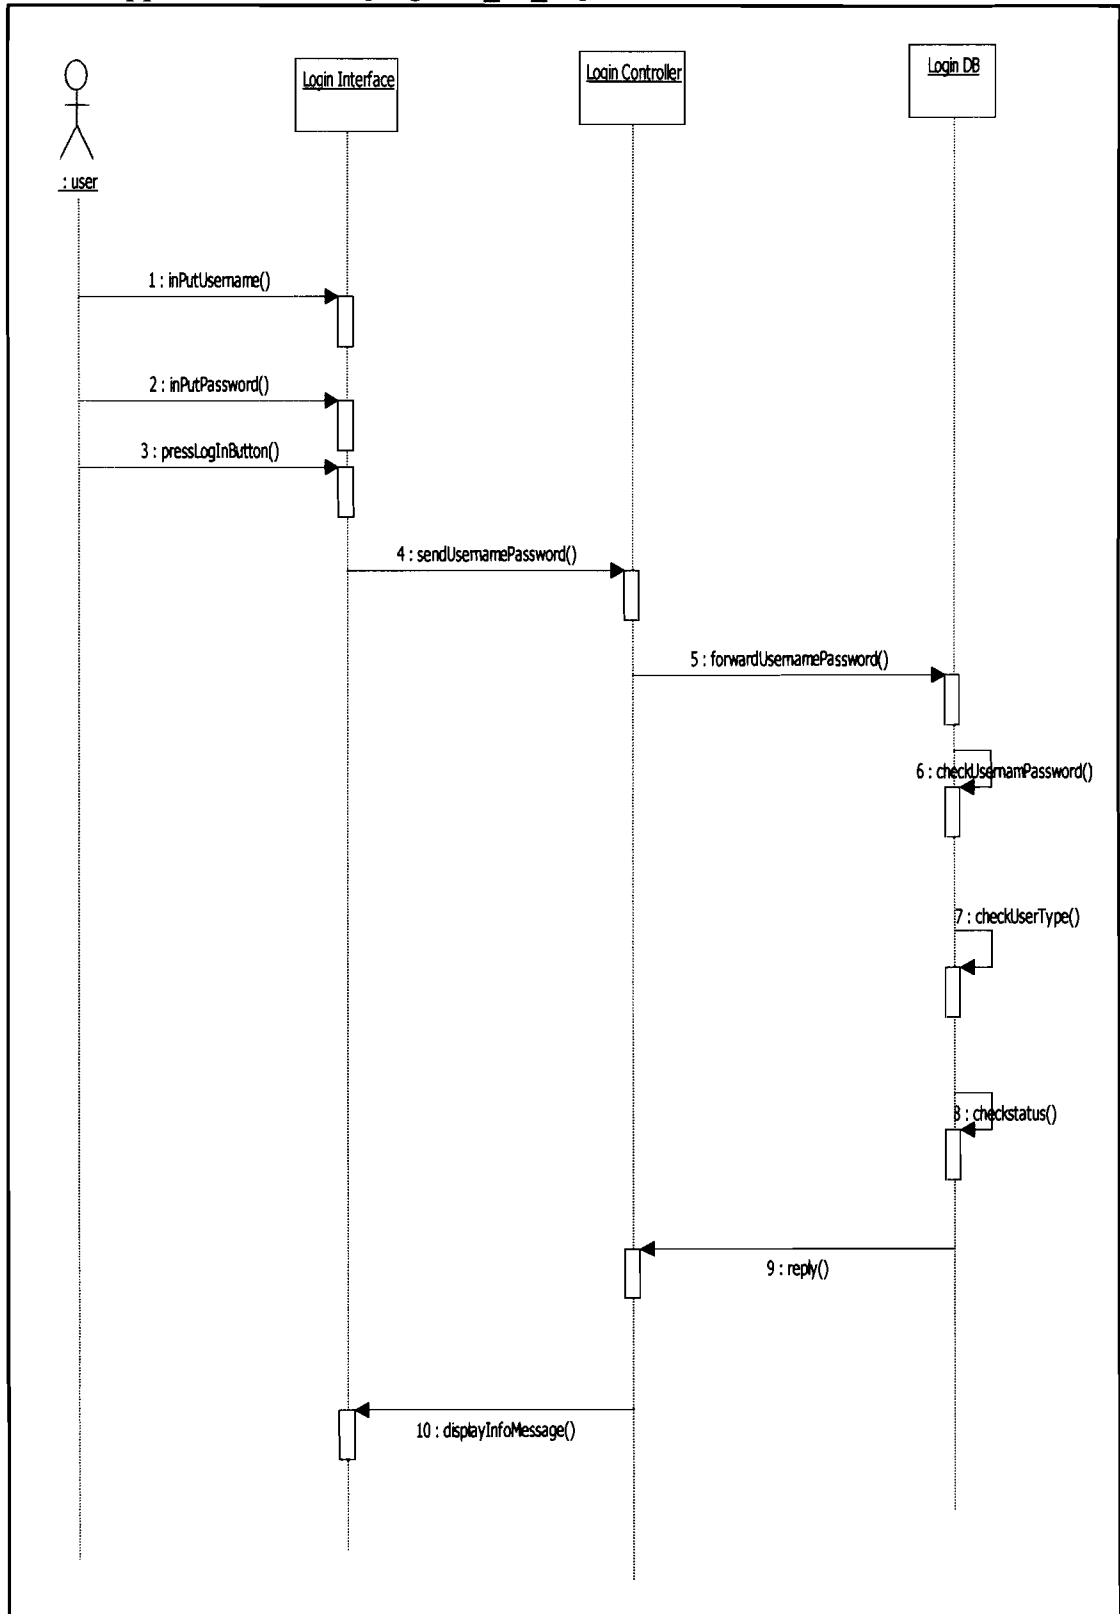 Login Interface
Login Controller
Login DB
: user
1 : inPutUsername()
2 : inPutPassword()
3 : pressLogInButton()
4 : sendUsernamePassword()
5 : forwardUsernamePassword()
6 : checkUsernamPassword()
7 : checkUserType()
8 : checkstatus()
9 : reply()
10 : displayInfoMessage()